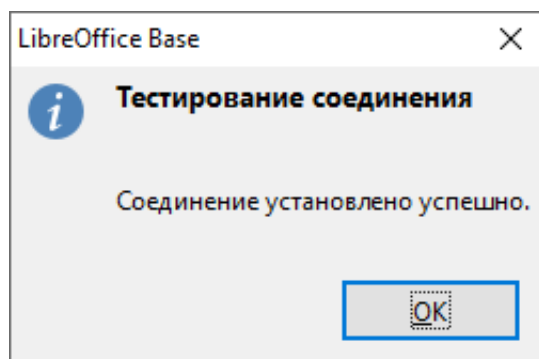 LibreOffice Base
Тестирование соединения
Соединение установлено успешно.
OK